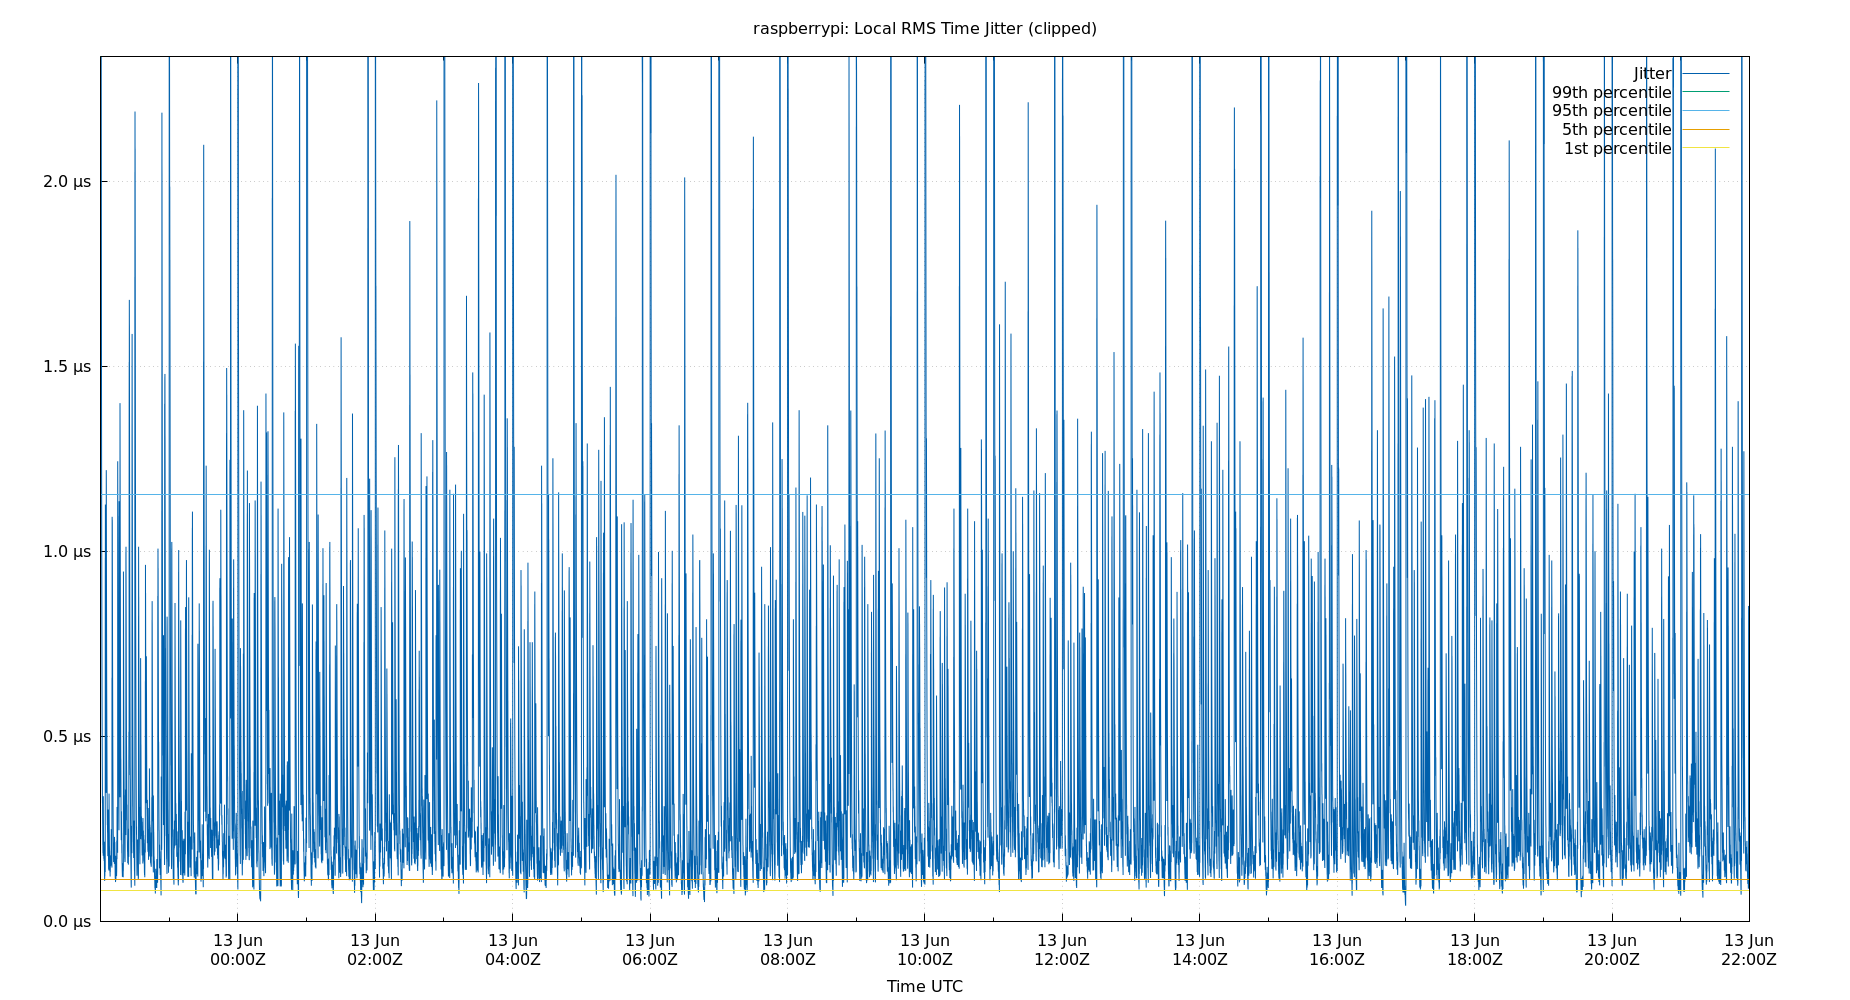 raspberrypi: Local RMS Time Jitter (clipped)
Jitter
99th percentile
95th percentile
5th percentile
1st percentile
2.0 µs
1.5 µs
1.0 µs
0.5 µs
0.0 µs
13 Jun 13 Jun 13 Jun 13 Jun 13 Jun 13 Jun 13 Jun 13 Jun 13 Jun 13 Jun 13 Jun 13 Jun
00:00Z 02:00Z 04:00Z 06:00Z 08:00Z 10:00Z 12:00Z 14:00Z 16:00Z 18:00Z 20:00Z 22:00Z
Time UTC